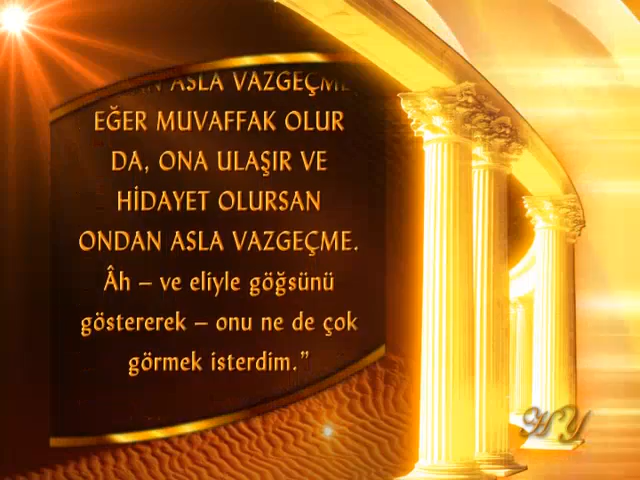 ASLA VAZGEÇME,
EĞER MUVAFFAK OLUR
DA, ONA ULAŞIR VE
HİDAYET OLURSAN
ONDAN ASLA VAZGEÇME.
Âh – ve eliyle göğsünü
göstererek – onu ne de çok
görmek isterdim.”
HY